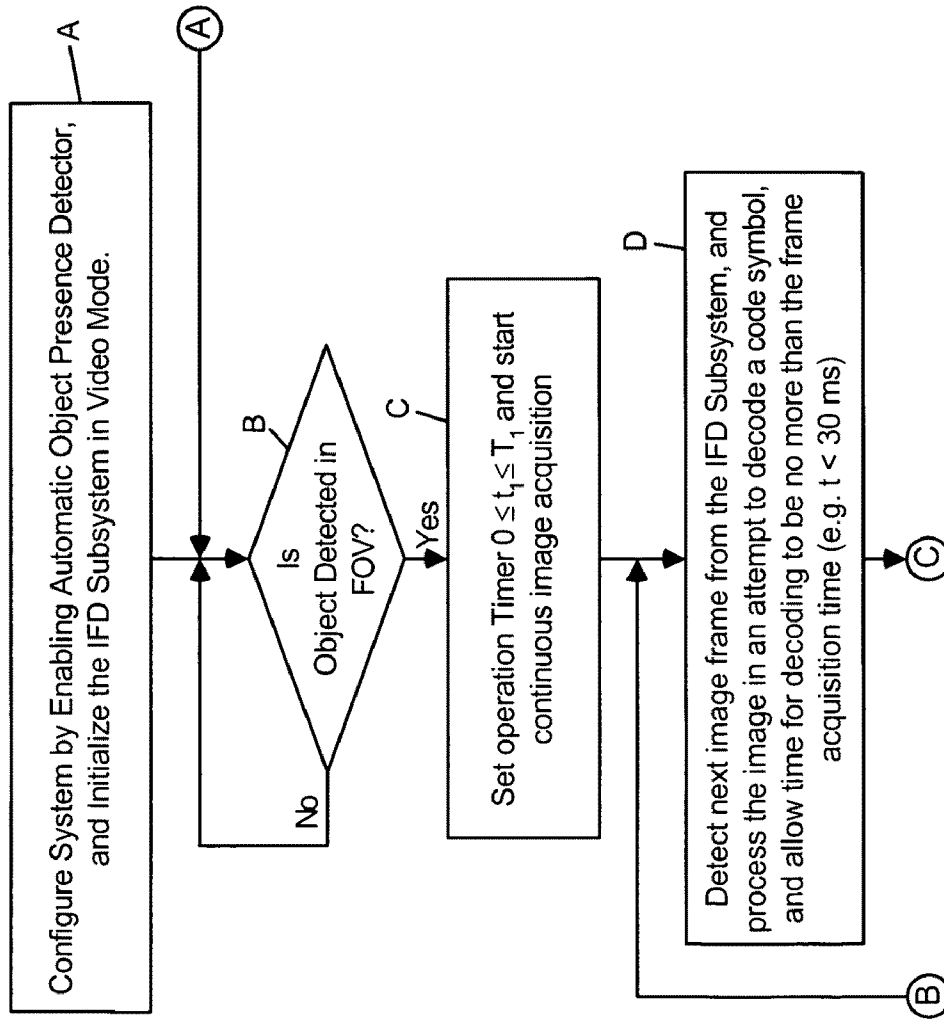 Configure System by Enabling Automatic Object Presence Detector,
and Initialize the IFD Subsystem in Video Mode.
A
A
B
Is
Object Detected in
FOV?
No
Yes
C
Set operation Timer 0 ≤ t₁ ≤ T₁ and start
continuous image acquisition
D
Detect next image frame from the IFD Subsystem, and
process the image in an attempt to decode a code symbol,
and allow time for decoding to be no more than the frame
acquisition time (e.g. t < 30 ms)
B
C